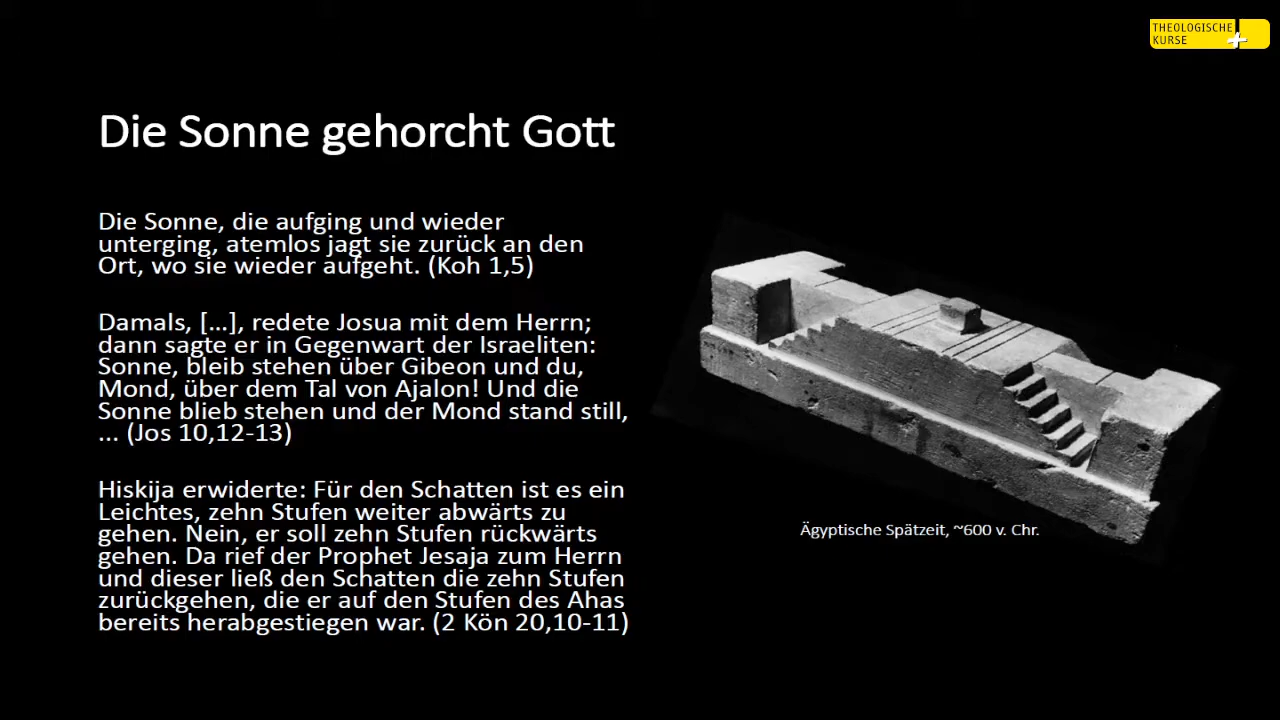 THEOLOGISCHE
KURSE
Die Sonne gehorcht Gott
Die Sonne, die aufging und wieder
unterging, atemlos jagt sie zurück an den
Ort, wo sie wieder aufgeht. (Koh 1,5)
Damals, [...], redete Josua mit dem Herrn;
dann sagte er in Gegenwart der Israeliten:
Sonne, bleib stehen über Gibeon und du,
Mond, über dem Tal von Ajalon! Und die
Sonne blieb stehen und der Mond stand still,
... (Jos 10,12-13)
Hiskija erwiderte: Für den Schatten ist es ein
Leichtes, zehn Stufen weiter abwärts zu
gehen. Nein, er soll zehn Stufen rückwärts
gehen. Da rief der Prophet Jesaja zum Herrn
und dieser ließ den Schatten die zehn Stufen
zurückgehen, die er auf den Stufen des Ahas
bereits herabgestiegen war. (2 Kön 20,10-11)
Ägyptische Spätzeit, ~600 v. Chr.